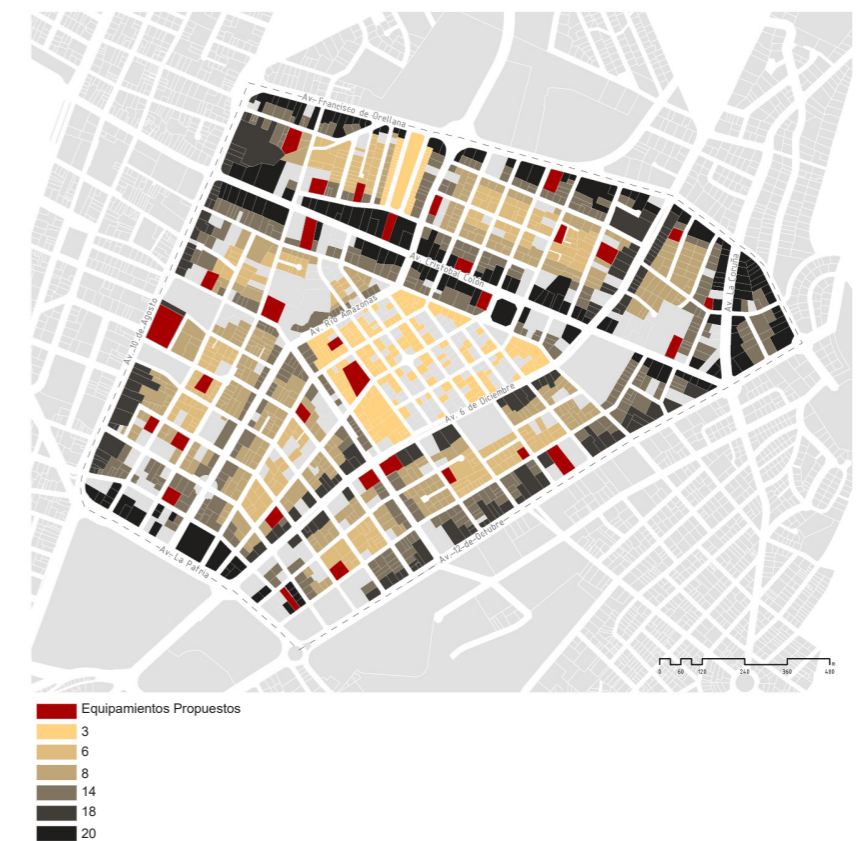 Av. Francisco de Orellana
Av. Cristobal Colón
Av. La Coruña
Av. Río Amazonas
Av. 10 de Agosto
Av. 6 de Diciembre
Av. 12 de Octubre
Av. La Patria
0 60 120 240 360 480
Equipamientos Propuestos
3
6
8
14
18
20